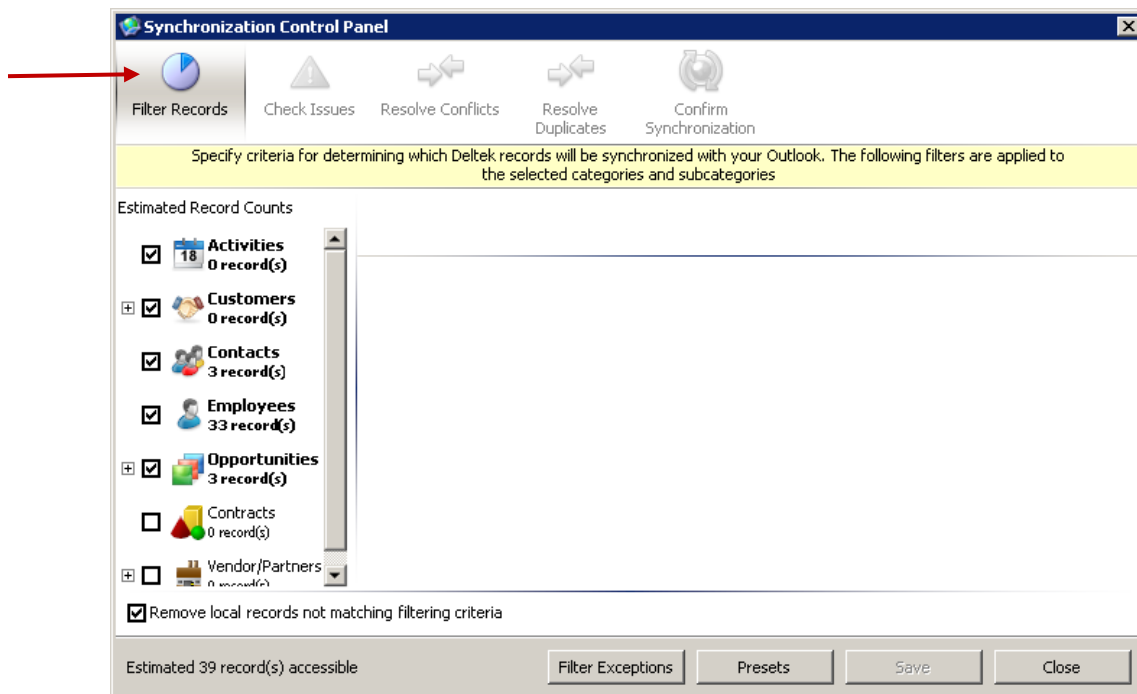 Synchronization Control Panel
Filter Records
Check Issues
Resolve Conflicts
Resolve
Duplicates
Confirm
Synchronization
Specify criteria for determining which Deltek records will be synchronized with your Outlook. The following filters are applied to
the selected categories and subcategories
Estimated Record Counts
18
Activities
0 record(s)
Customers
0 record(s)
Contacts
3 record(s)
Employees
33 record(s)
Opportunities
3 record(s)
Contracts
0 record(s)
Vendor/Partners
0 record(s)
Remove local records not matching filtering criteria
Estimated 39 record(s) accessible
Filter Exceptions
Presets
Save
Close